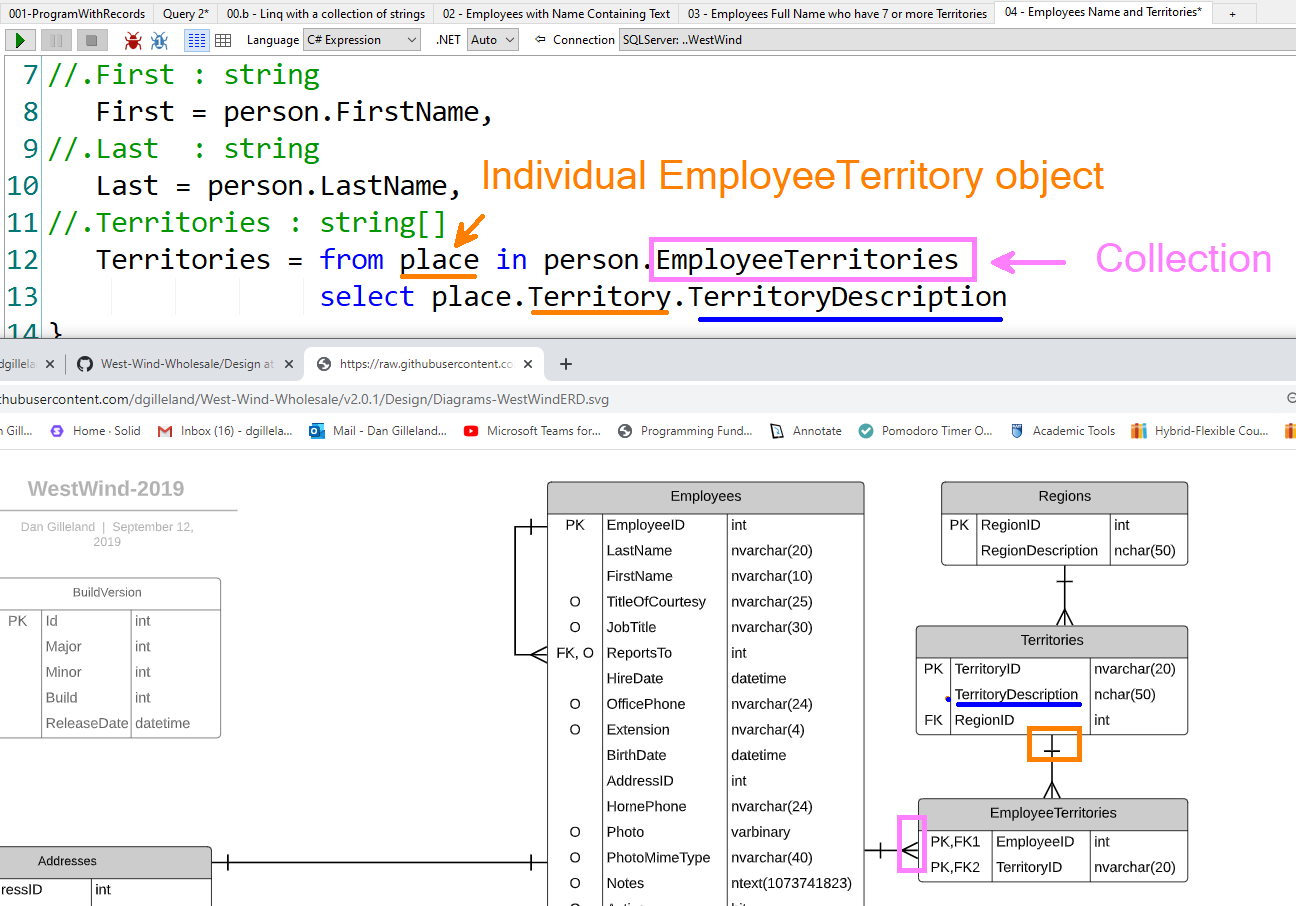 001-ProgramWithRecords Query 2* 00.b - Linq with a collection of strings 02 - Employees with Name Containing Text 03 - Employees Full Name who have 7 or more Territories 04 - Employees Name and Territories* +
Language C# Expression .NET Auto Connection SQLServer: ..WestWind
7 //.First : string
8 First = person.FirstName,
9 //.Last : string
10 Last = person.LastName,
Individual EmployeeTerritory object
11 //.Territories : string[]
12 Territories = from place in person.EmployeeTerritories
Collection
13 select place.Territory.TerritoryDescription
14 }
dgillela West-Wind-Wholesale/Design at https://raw.githubusercontent.co
hubusercontent.com/dgilleland/West-Wind-Wholesale/v2.0.1/Design/Diagrams-WestWindERD.svg
n Gill... Home · Solid Inbox (16) - dgillela... Mail - Dan Gilleland... Microsoft Teams for... Programming Fund... Annotate Pomodoro Timer O... Academic Tools Hybrid-Flexible Cou...
WestWind-2019
Dan Gilleland | September 12,
2019
BuildVersion
PK Id int
Major int
Minor int
Build int
ReleaseDate datetime
Addresses
ressID int
Employees
PK EmployeeID int
LastName nvarchar(20)
FirstName nvarchar(10)
O TitleOfCourtesy nvarchar(25)
O JobTitle nvarchar(30)
FK, O ReportsTo int
HireDate datetime
O OfficePhone nvarchar(24)
O Extension nvarchar(4)
BirthDate datetime
AddressID int
HomePhone nvarchar(24)
O Photo varbinary
O PhotoMimeType nvarchar(40)
O Notes ntext(1073741823)
Regions
PK RegionID int
RegionDescription nchar(50)
Territories
PK TerritoryID nvarchar(20)
TerritoryDescription nchar(50)
FK RegionID int
EmployeeTerritories
PK,FK1 EmployeeID int
PK,FK2 TerritoryID nvarchar(20)